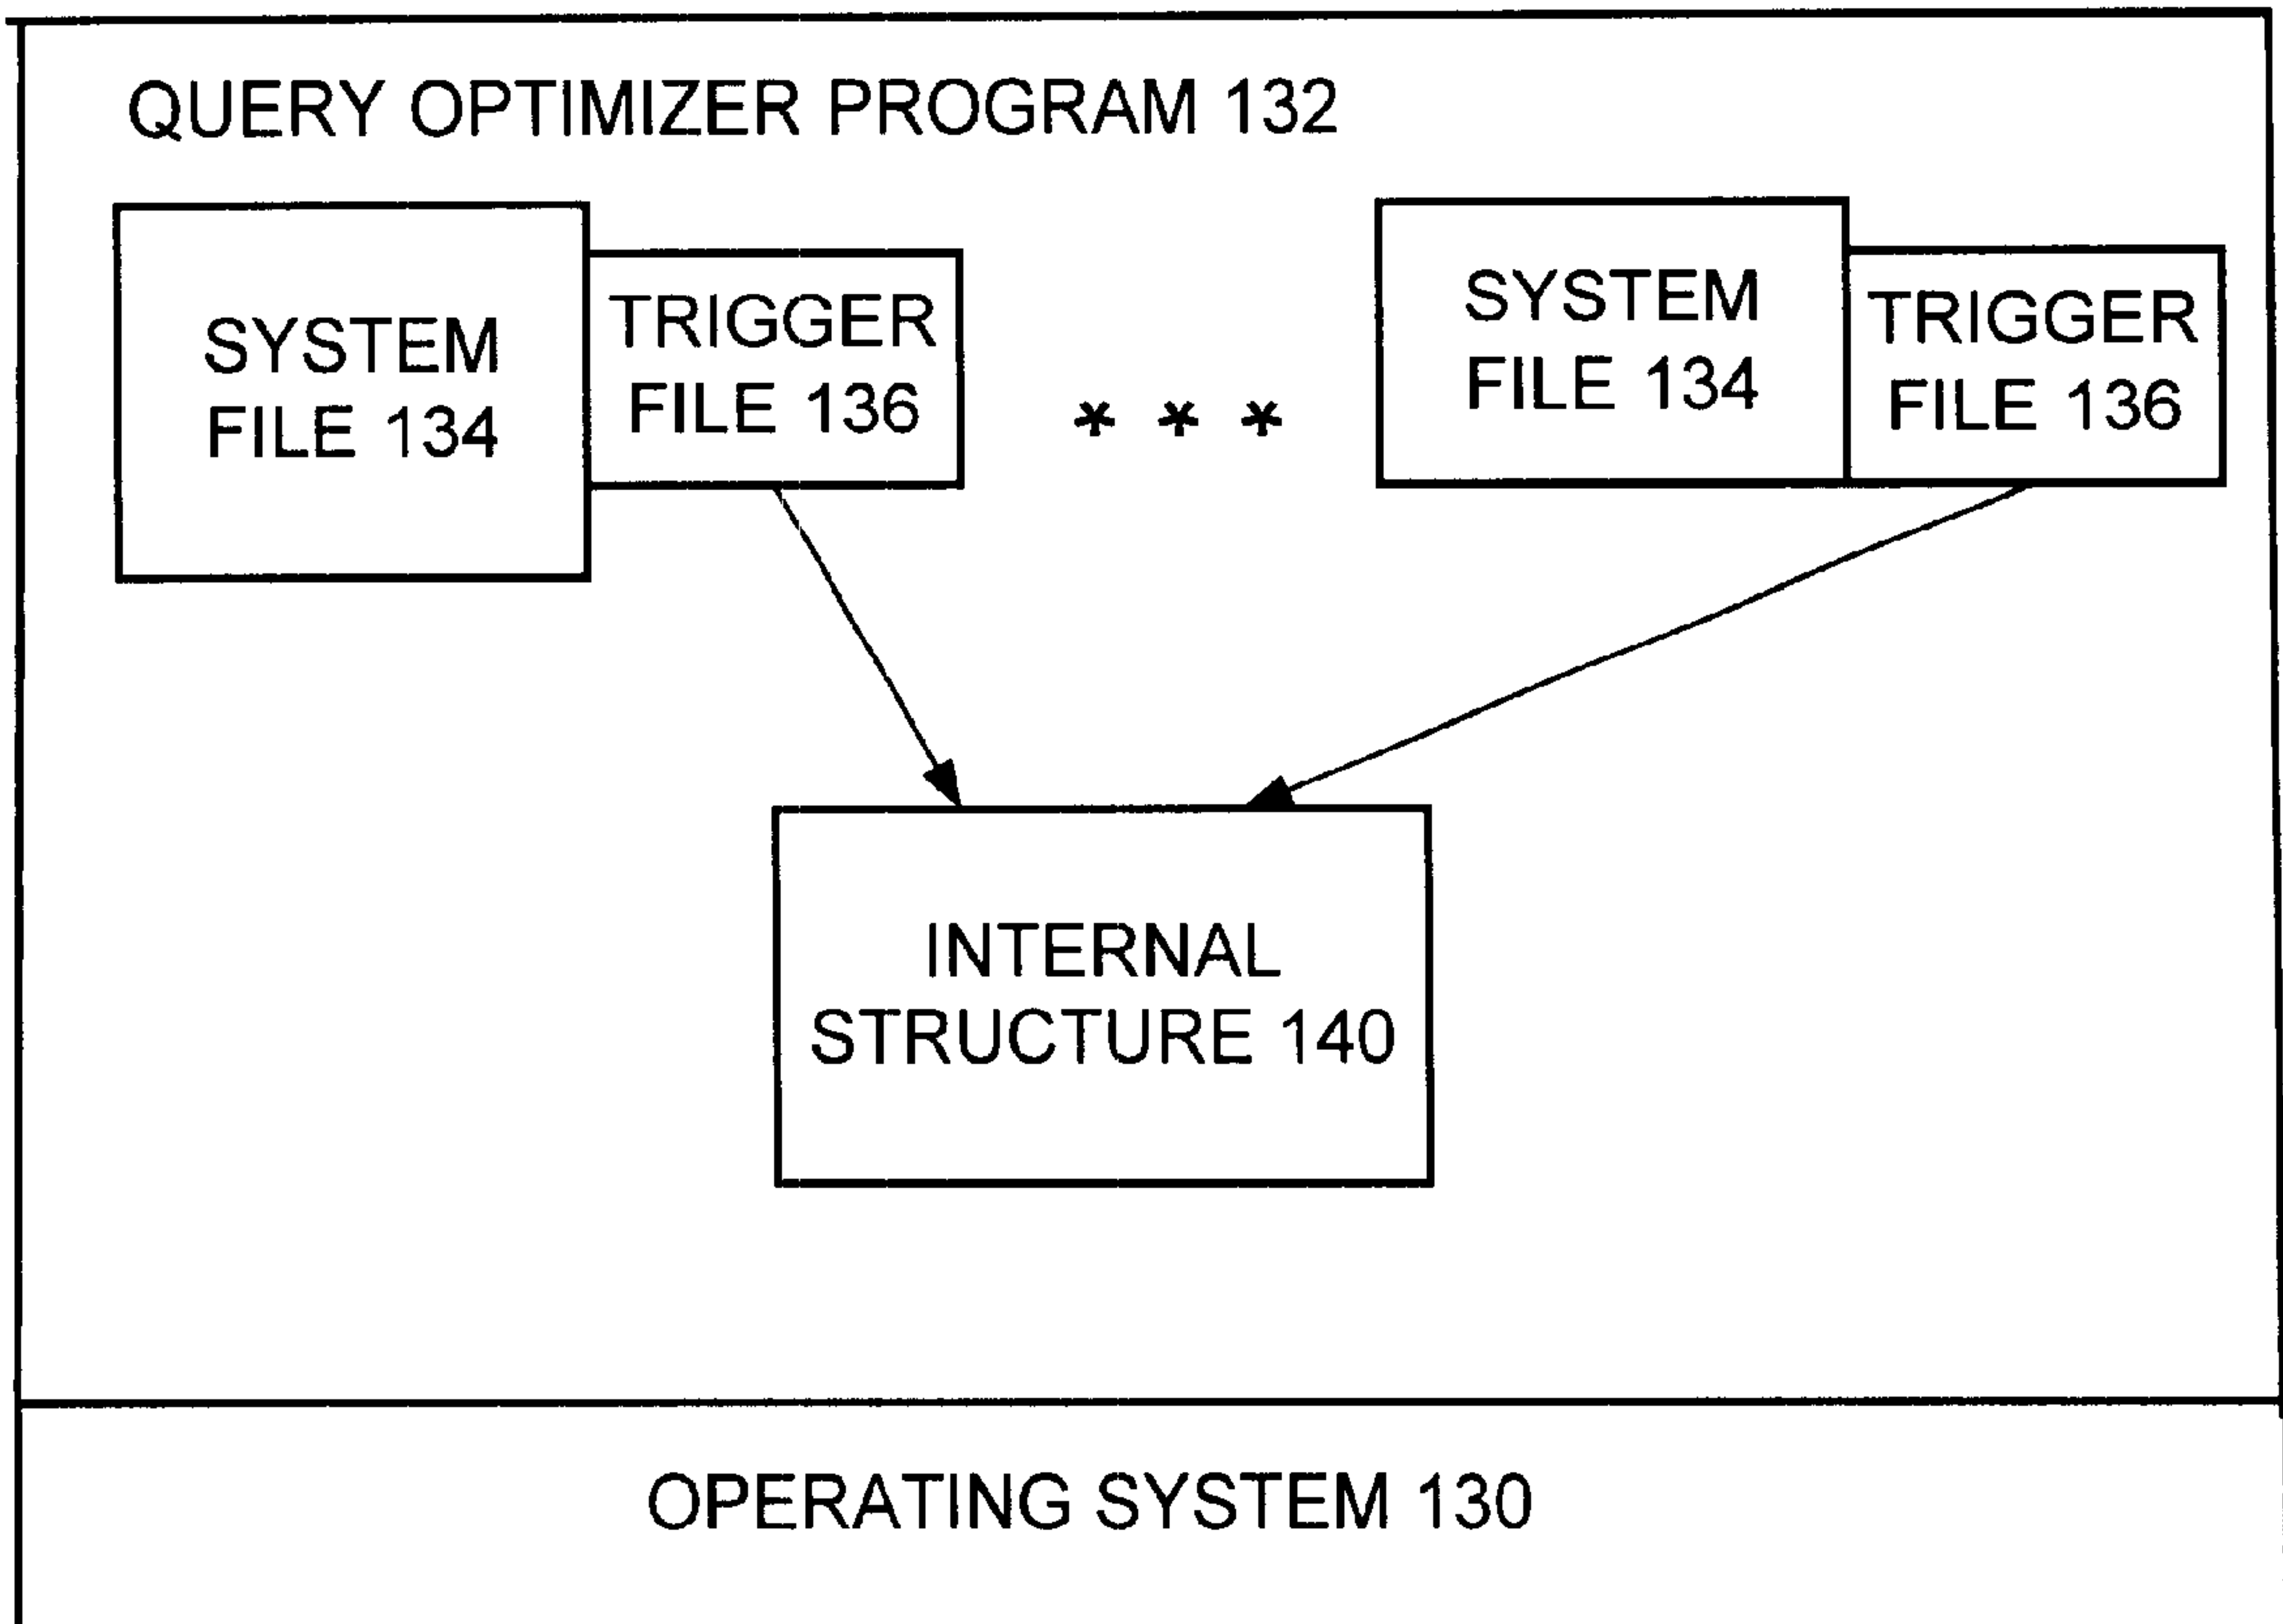 QUERY OPTIMIZER PROGRAM 132
SYSTEM
FILE 134
TRIGGER
FILE 136
* * *
SYSTEM
FILE 134
TRIGGER
FILE 136
INTERNAL
STRUCTURE 140
OPERATING SYSTEM 130